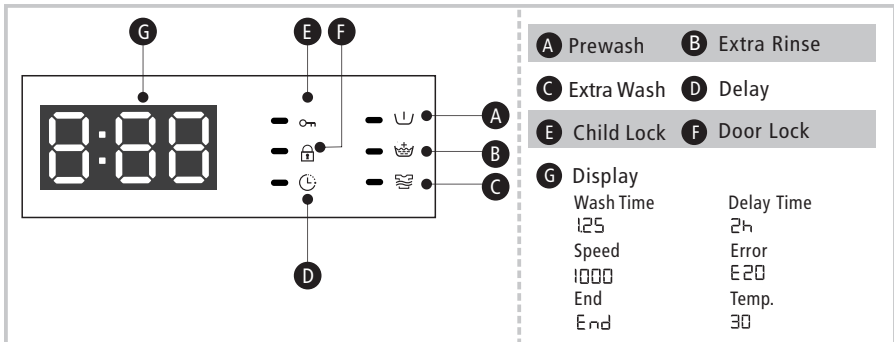 G E F
8:88
A
B
C
D
A Prewash B Extra Rinse
C Extra Wash D Delay
E Child Lock F Door Lock
G Display
Wash Time Delay Time
1:25 2h
Speed Error
1000 E20
End Temp.
End 30